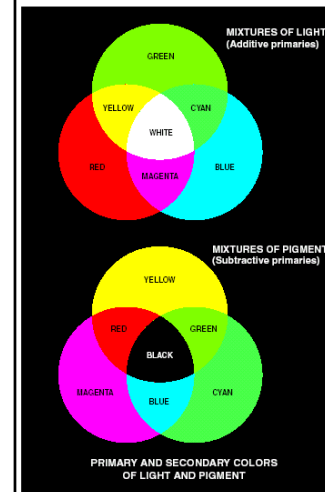 MIXTURES OF LIGHT
(Additive primaries)
GREEN
YELLOW
CYAN
WHITE
RED
BLUE
MAGENTA
MIXTURES OF PIGMENT
(Subtractive primaries)
YELLOW
RED
GREEN
BLACK
MAGENTA
BLUE
CYAN
PRIMARY AND SECONDARY COLORS
OF LIGHT AND PIGMENT